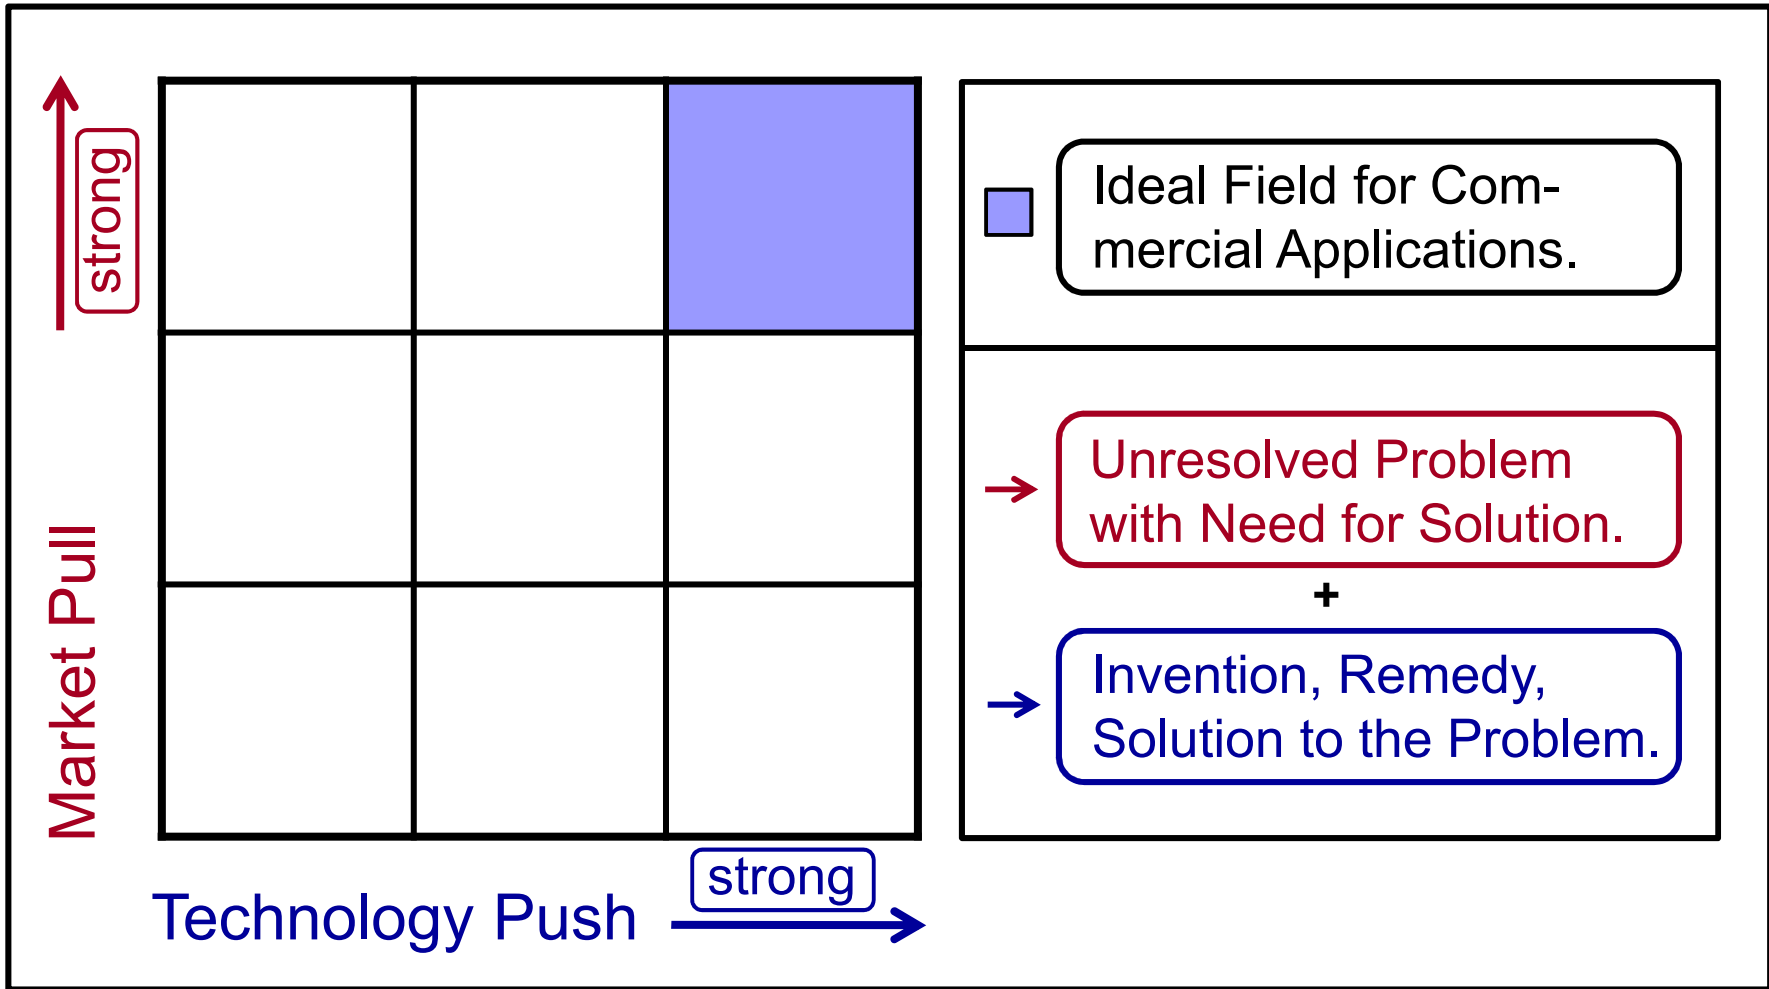 strong
Market Pull
strong
Technology Push
Ideal Field for Com-
mercial Applications.
Unresolved Problem
with Need for Solution.
+
Invention, Remedy,
Solution to the Problem.